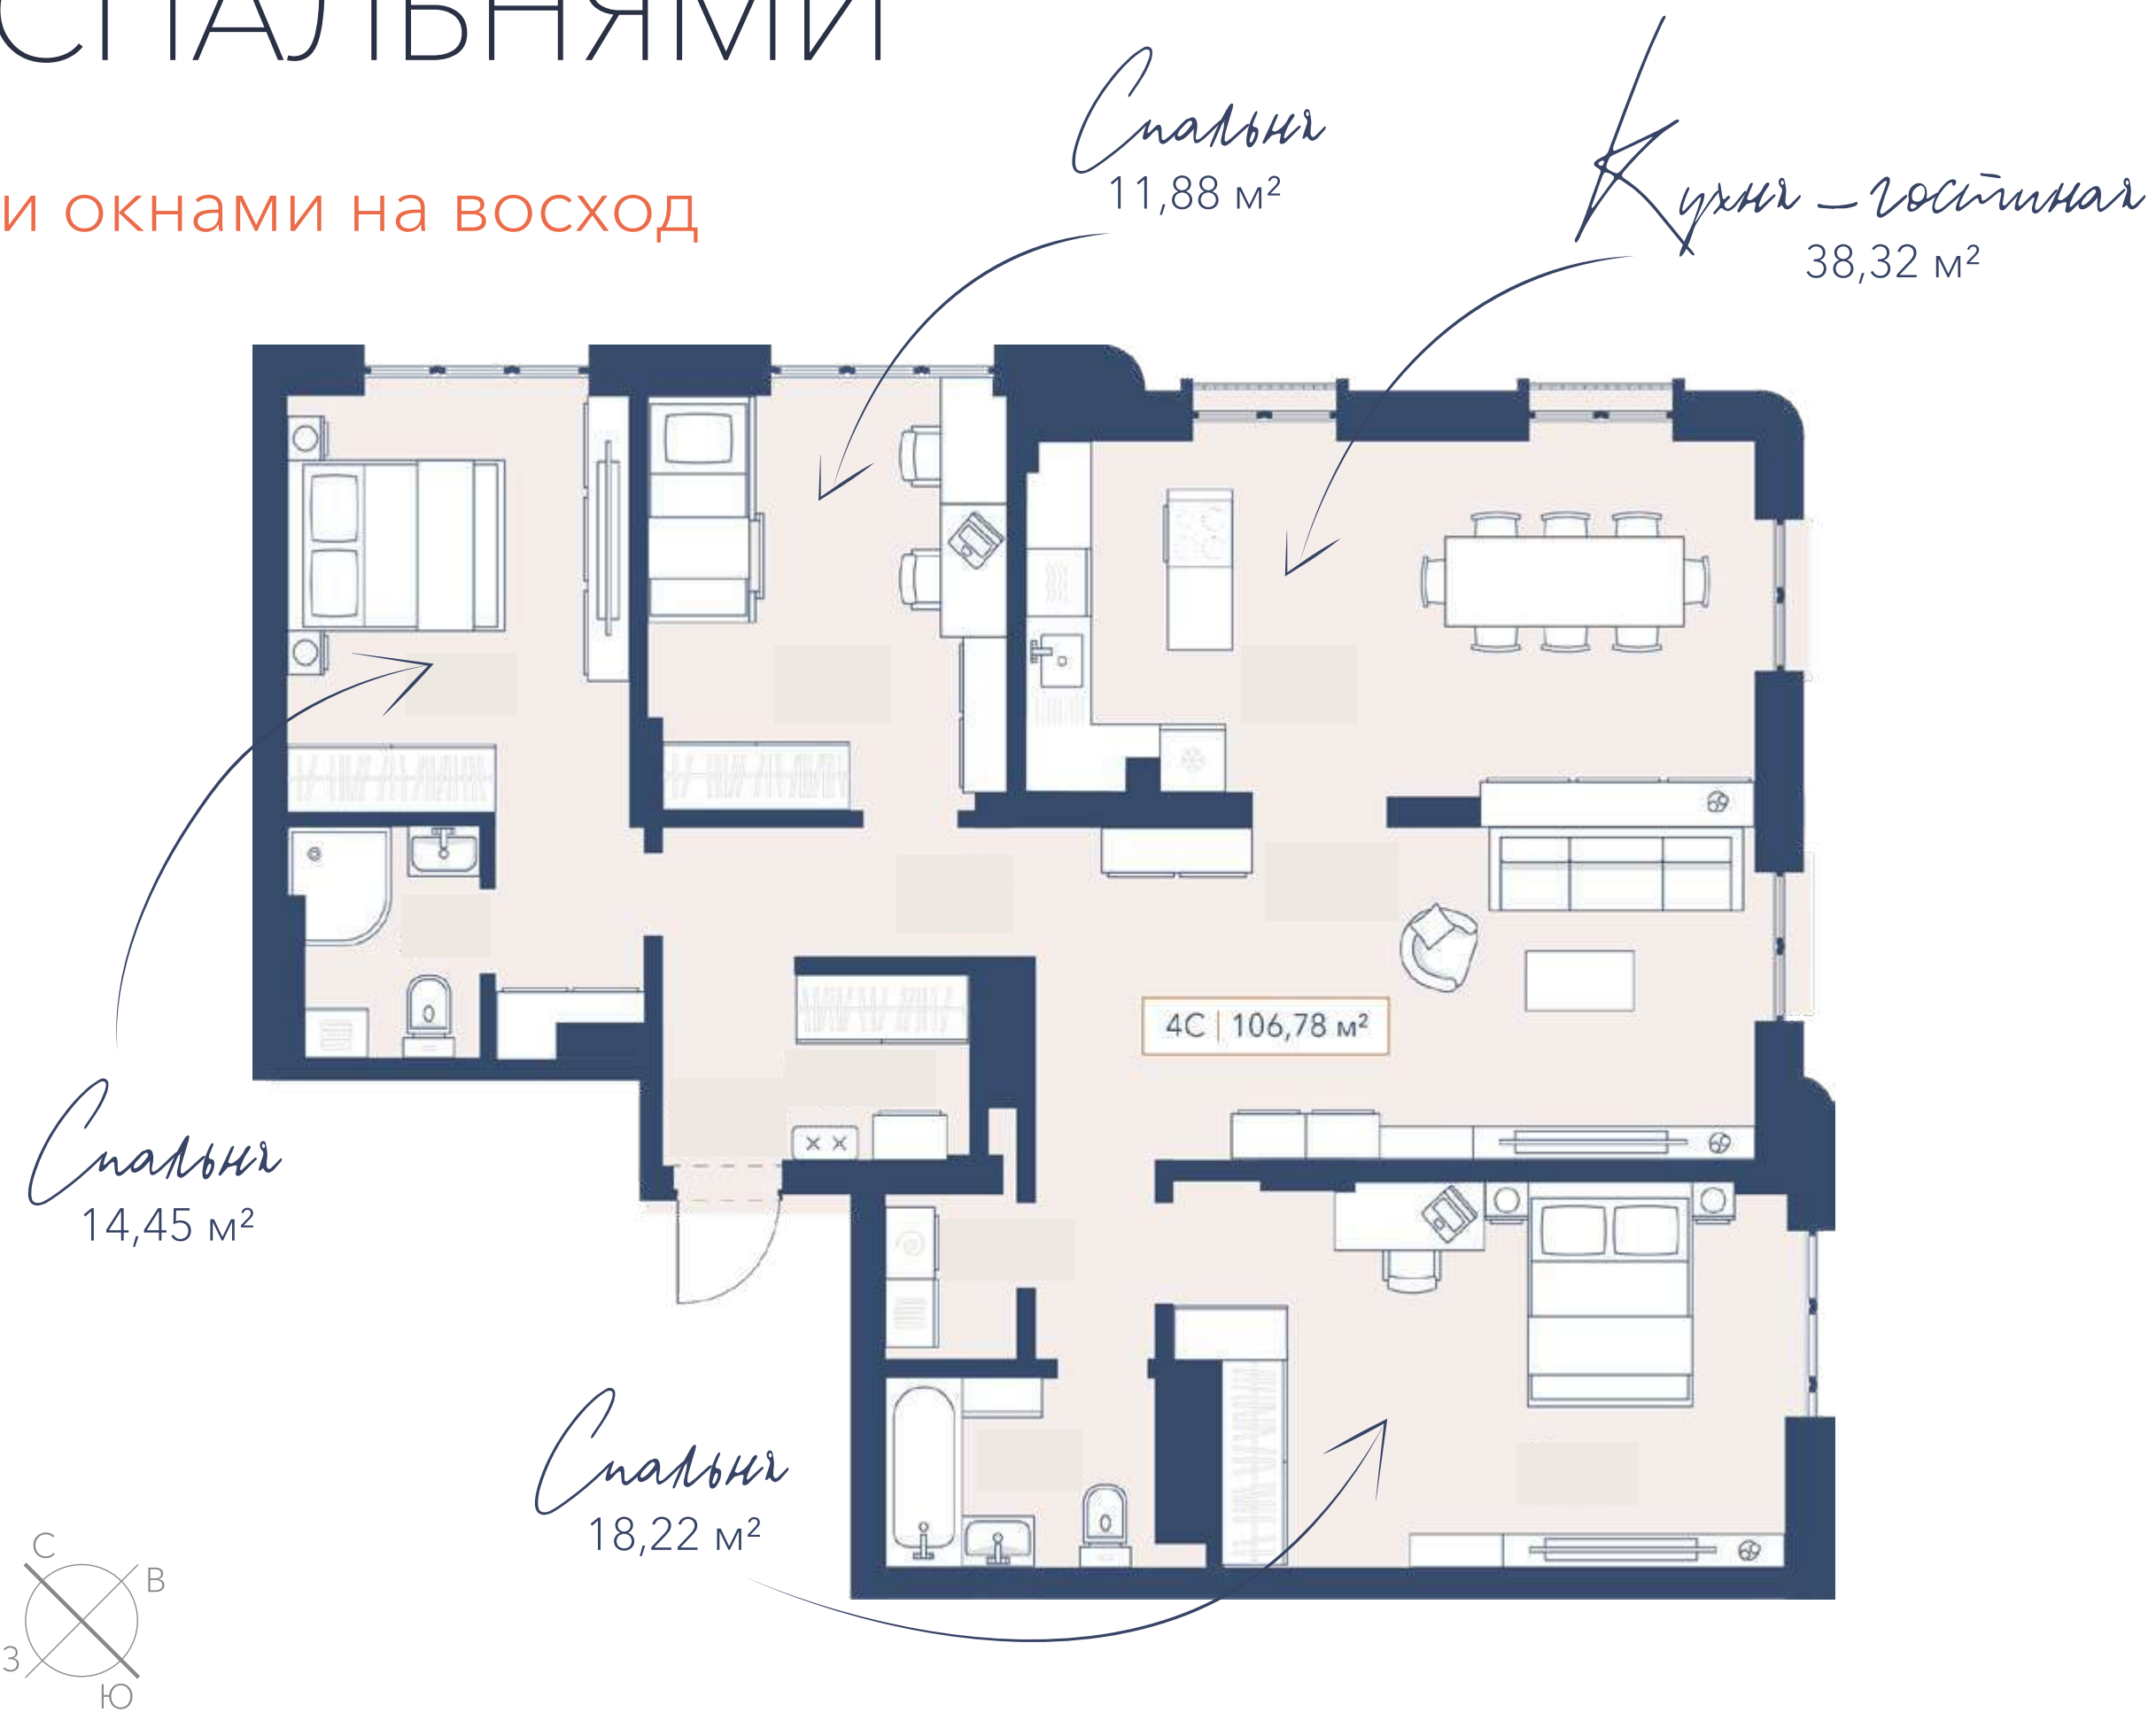 СПАЛЬНЯМИ
и окнами на восход
Спальня
11,88 м²
Кухня – гостиная
38,32 м²
4С | 106,78 м²
Спальня
14,45 м²
Спальня
18,22 м²
С
В
З
Ю